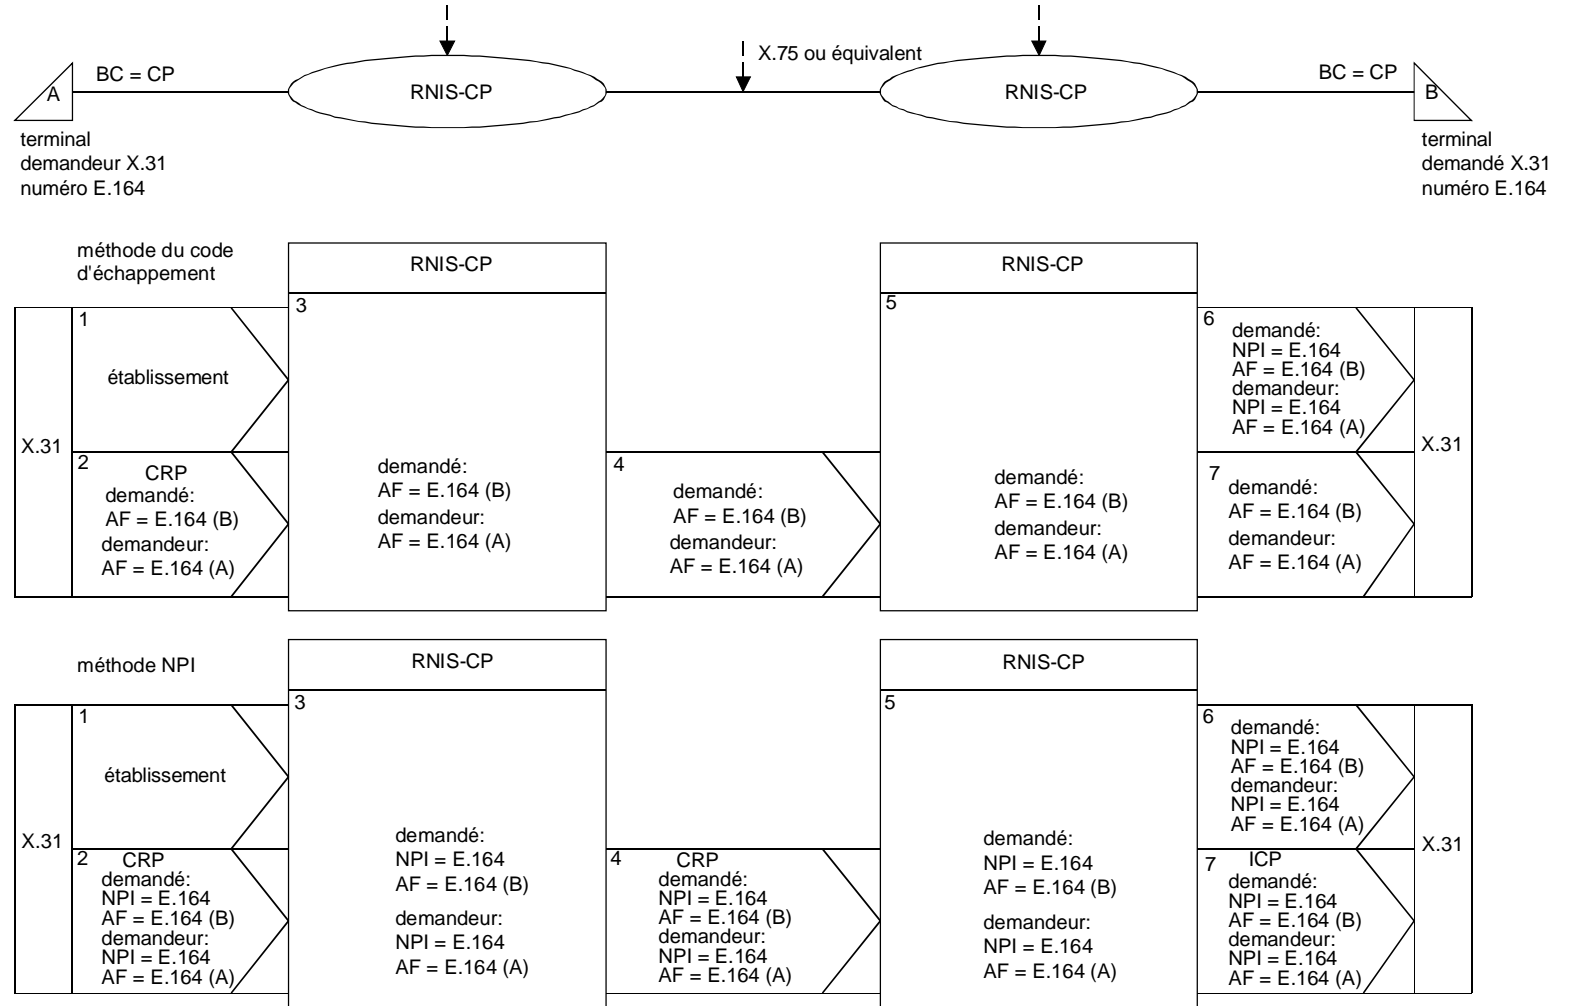 X.75 ou équivalent
BC = CP
RNIS-CP
RNIS-CP
BC = CP
A
B
terminal
demandeur X.31
numéro E.164
terminal
demandé X.31
numéro E.164
méthode du code
d'échappement
RNIS-CP
RNIS-CP
X.31
1
établissement
2
CRP
demandé:
AF = E.164 (B)
demandeur:
AF = E.164 (A)
3
demandé:
AF = E.164 (B)
demandeur:
AF = E.164 (A)
4
demandé:
AF = E.164 (B)
demandeur:
AF = E.164 (A)
5
demandé:
AF = E.164 (B)
demandeur:
AF = E.164 (A)
6
demandé:
NPI = E.164
AF = E.164 (B)
demandeur:
NPI = E.164
AF = E.164 (A)
7
demandé:
AF = E.164 (B)
demandeur:
AF = E.164 (A)
X.31
méthode NPI
RNIS-CP
RNIS-CP
X.31
1
établissement
2
CRP
demandé:
NPI = E.164
AF = E.164 (B)
demandeur:
NPI = E.164
AF = E.164 (A)
3
demandé:
NPI = E.164
AF = E.164 (B)
demandeur:
NPI = E.164
AF = E.164 (A)
4
CRP
demandé:
NPI = E.164
AF = E.164 (B)
demandeur:
NPI = E.164
AF = E.164 (A)
5
demandé:
NPI = E.164
AF = E.164 (B)
demandeur:
NPI = E.164
AF = E.164 (A)
6
demandé:
NPI = E.164
AF = E.164 (B)
demandeur:
NPI = E.164
AF = E.164 (A)
7
ICP
demandé:
NPI = E.164
AF = E.164 (B)
demandeur:
NPI = E.164
AF = E.164 (A)
X.31